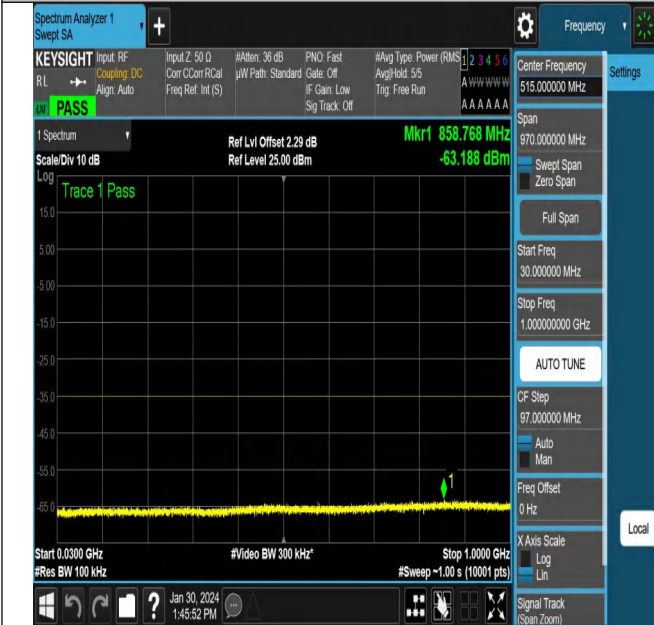 Spectrum Analyzer 1
Swept SA
+
Frequency
KEYSIGHT
RL
PASS
Input: RF
Coupling: DC
Align: Auto
Input Z: 50 Ω
Corr CCorr RCal
Freq Ref: Int (S)
#Atten: 36 dB
µW Path: Standard
PNO: Fast
Gate: Off
IF Gain: Low
Sig Track: Off
#Avg Type: Power (RMS
Avg|Hold: 5/5
Trig: Free Run
1 2 3 4 5 6
A W W W W W
A A A A A A
1 Spectrum
Scale/Div 10 dB
Ref Lvl Offset 2.29 dB
Ref Level 25.00 dBm
Mkr1 858.768 MHz
-63.188 dBm
Log
Trace 1 Pass
15.0
5.00
-5.00
-15.0
-25.0
-35.0
-45.0
-55.0
-65.0
1
Start 0.0300 GHz
#Res BW 100 kHz
#Video BW 300 kHz*
Stop 1.0000 GHz
#Sweep ~1.00 s (10001 pts)
?
Jan 30, 2024
1:45:52 PM
Center Frequency
515.000000 MHz
Settings
Span
970.000000 MHz
Swept Span
Zero Span
Full Span
Start Freq
30.000000 MHz
Stop Freq
1.000000000 GHz
AUTO TUNE
CF Step
97.000000 MHz
Auto
Man
Freq Offset
0 Hz
Local
X Axis Scale
Log
Lin
Signal Track
(Span Zoom)